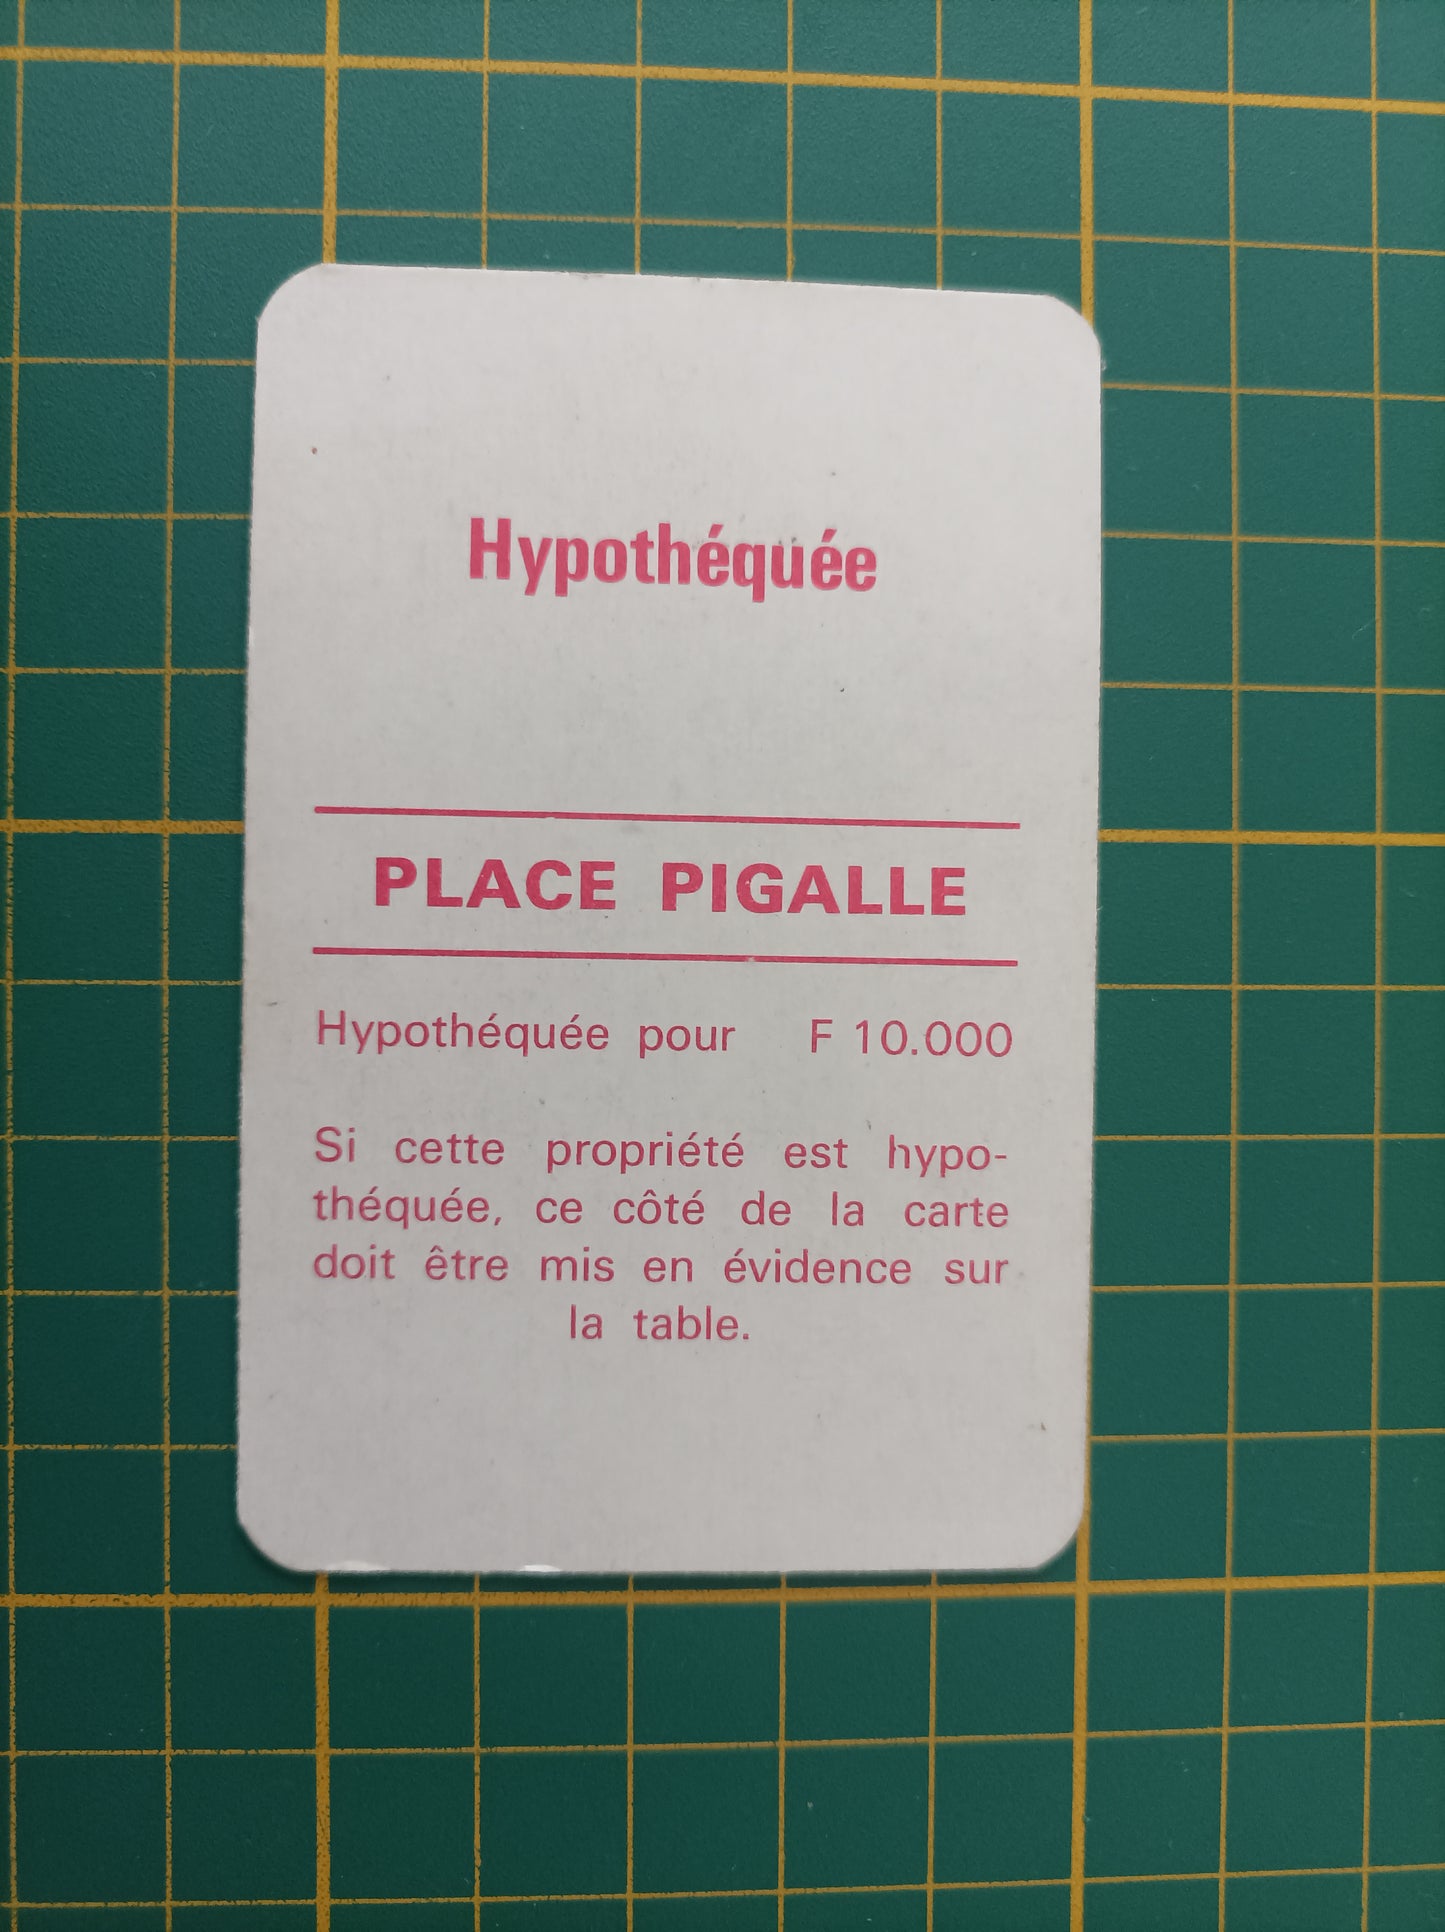 Hypothéquée
PLACE PIGALLE
Hypothéquée pour F 10.000
Si cette propriété est hypo-
théquée, ce côté de la carte
doit être mis en évidence sur
la table.